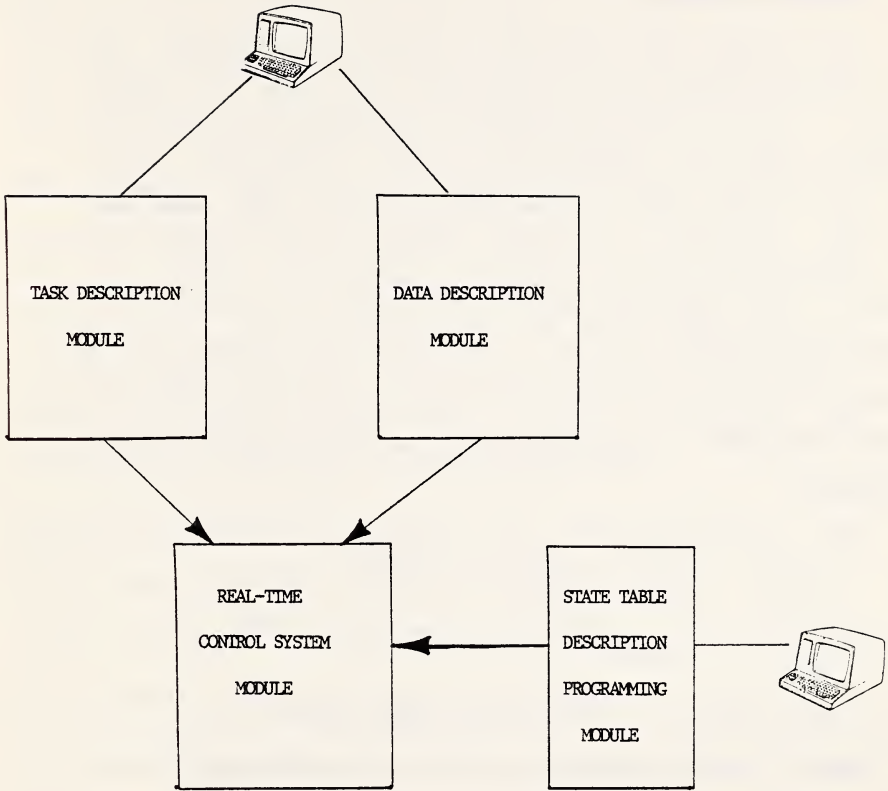 TASK DESCRIPTION
MODULE
DATA DESCRIPTION
MODULE
REAL-TIME
CONTROL SYSTEM
MODULE
STATE TABLE
DESCRIPTION
PROGRAMMING
MODULE